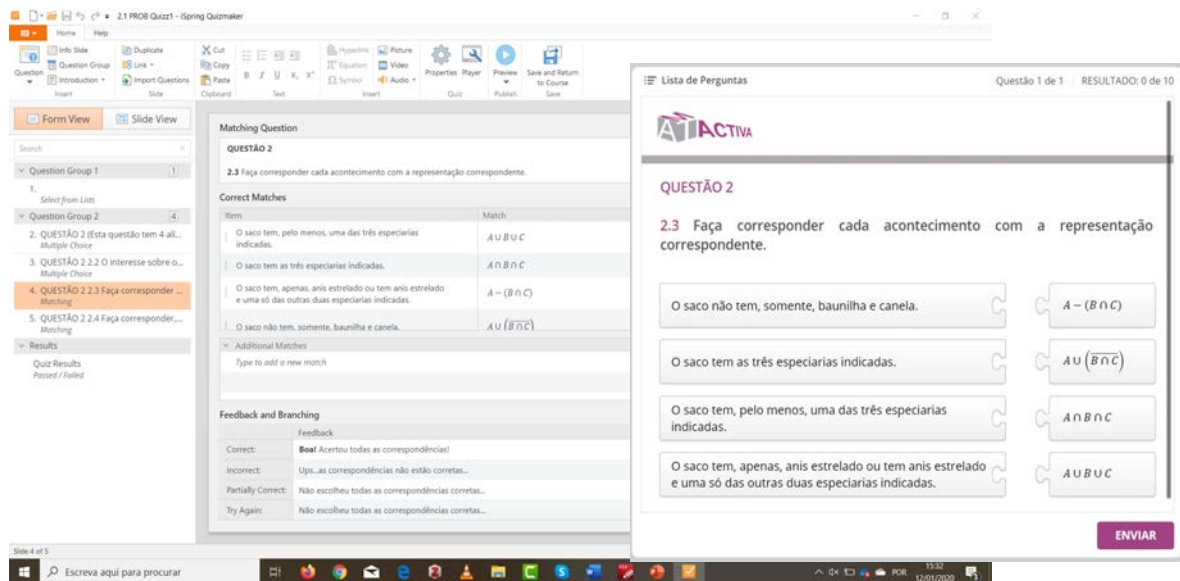 2.1 PROB Quizz1 - iSpring Quizmaker
Home Help
Question
Info Slide
Question Group
Introduction
Insert
Duplicate
Link
Import Questions
Slide
Cut
Copy
Paste
Clipboard
B I U X, X'
Text
Hyperlink
Equation
Symbol
Picture
Video
Audio
Insert
Properties Player
Quiz
Preview
Publish
Save and Return
to Course
Save
Form View Slide View
Search
Question Group 1 1
1.
Select from Lists
Question Group 2 4
2. QUESTÃO 2 (Esta questão tem 4 alí...
Multiple Choice
3. QUESTÃO 2 2.2 O interesse sobre o...
Multiple Choice
4. QUESTÃO 2 2.3 Faça corresponder ...
Matching
5. QUESTÃO 2 2.4 Faça corresponder,...
Matching
Results
Quiz Results
Passed / Failed
Matching Question
QUESTÃO 2
2.3 Faça corresponder cada acontecimento com a representação correspondente.
Correct Matches
Item Match
O saco tem, pelo menos, uma das três especiarias
indicadas.
A ∪ B ∪ C
O saco tem as três especiarias indicadas. A ∩ B ∩ C
O saco tem, apenas, anis estrelado ou tem anis estrelado
e uma só das outras duas especiarias indicadas.
A − (B ∩ C)
O saco não tem, somente, baunilha e canela. A ∪ (B̅ ̅∩̅ ̅C̅)
Additional Matches
Type to add a new match
Feedback and Branching
Feedback
Correct: Boa! Acertou todas as correspondências!
Incorrect: Ups...as correspondências não estão corretas...
Partially Correct: Não escolheu todas as correspondências corretas...
Try Again: Não escolheu todas as correspondências corretas...
Slide 4 of 5
Escreva aqui para procurar
POR
15:32
12/01/2020
Lista de Perguntas Questão 1 de 1 RESULTADO: 0 de 10
ATACTIVA
QUESTÃO 2
2.3 Faça corresponder cada acontecimento com a representação
correspondente.
O saco não tem, somente, baunilha e canela. A − (B ∩ C)
O saco tem as três especiarias indicadas. A ∪ (B̅ ̅∩̅ ̅C̅)
O saco tem, pelo menos, uma das três especiarias
indicadas.
A ∩ B ∩ C
O saco tem, apenas, anis estrelado ou tem anis estrelado
e uma só das outras duas especiarias indicadas.
A ∪ B ∪ C
ENVIAR